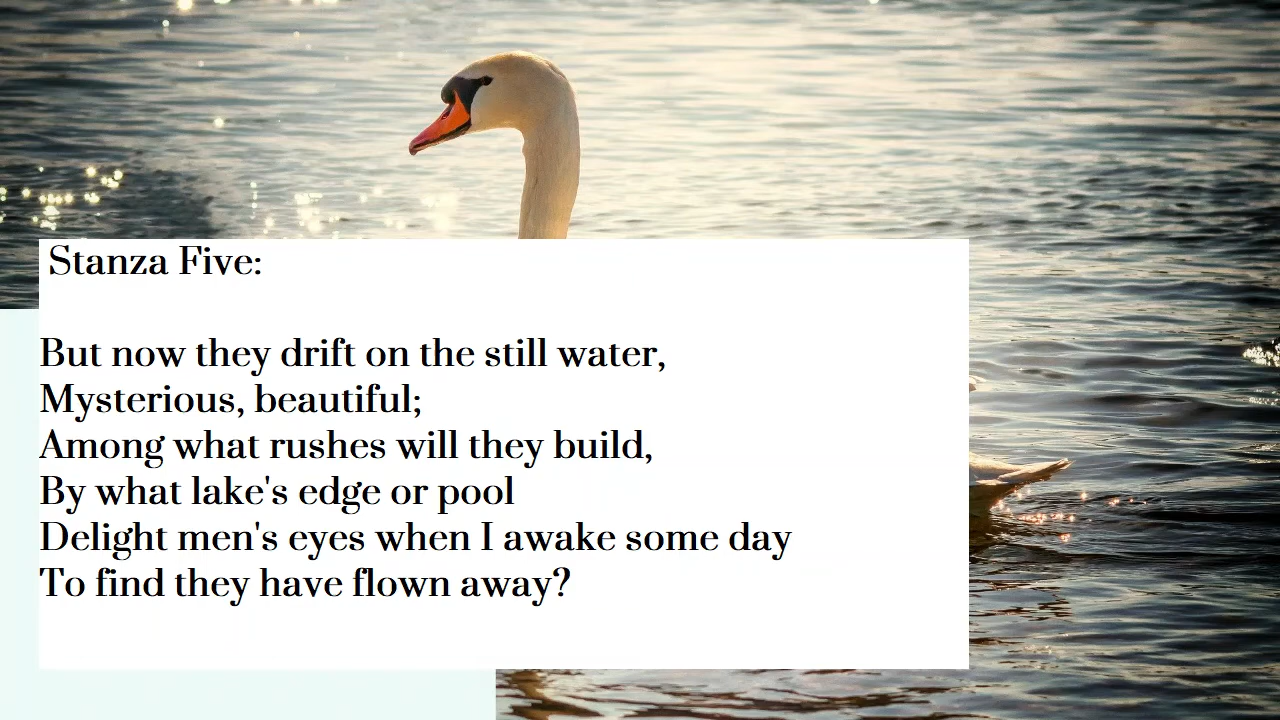 Stanza Five:
But now they drift on the still water,
Mysterious, beautiful;
Among what rushes will they build,
By what lake's edge or pool
Delight men's eyes when I awake some day
To find they have flown away?